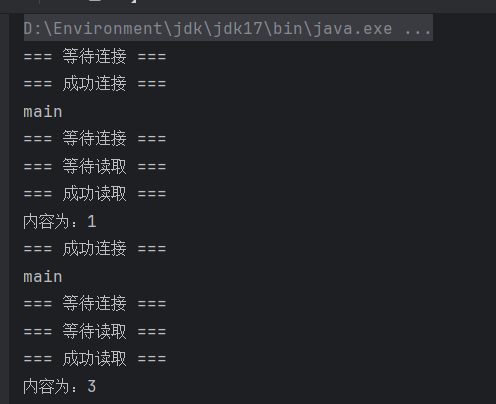 D:\Environment\jdk\jdk17\bin\java.exe ...
=== 等待连接 ===
=== 成功连接 ===
main
=== 等待连接 ===
=== 等待读取 ===
=== 成功读取 ===
内容为：1
=== 成功连接 ===
main
=== 等待连接 ===
=== 等待读取 ===
=== 成功读取 ===
内容为：3